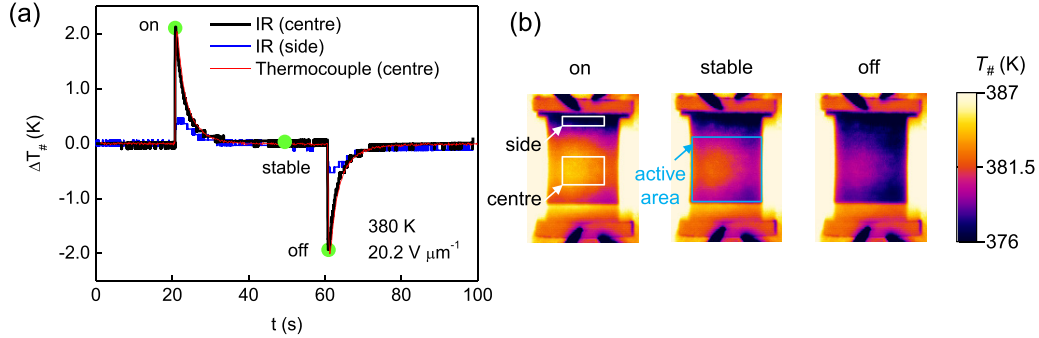 (a)
ΔT# (K)
2.0
1.0
0.0
-1.0
-2.0
on
IR (centre)
IR (side)
Thermocouple (centre)
stable
off
380 K
20.2 V μm⁻¹
0
20
40
60
80
100
t (s)
(b)
on
stable
off
T# (K)
side
centre
active
area
387
381.5
376